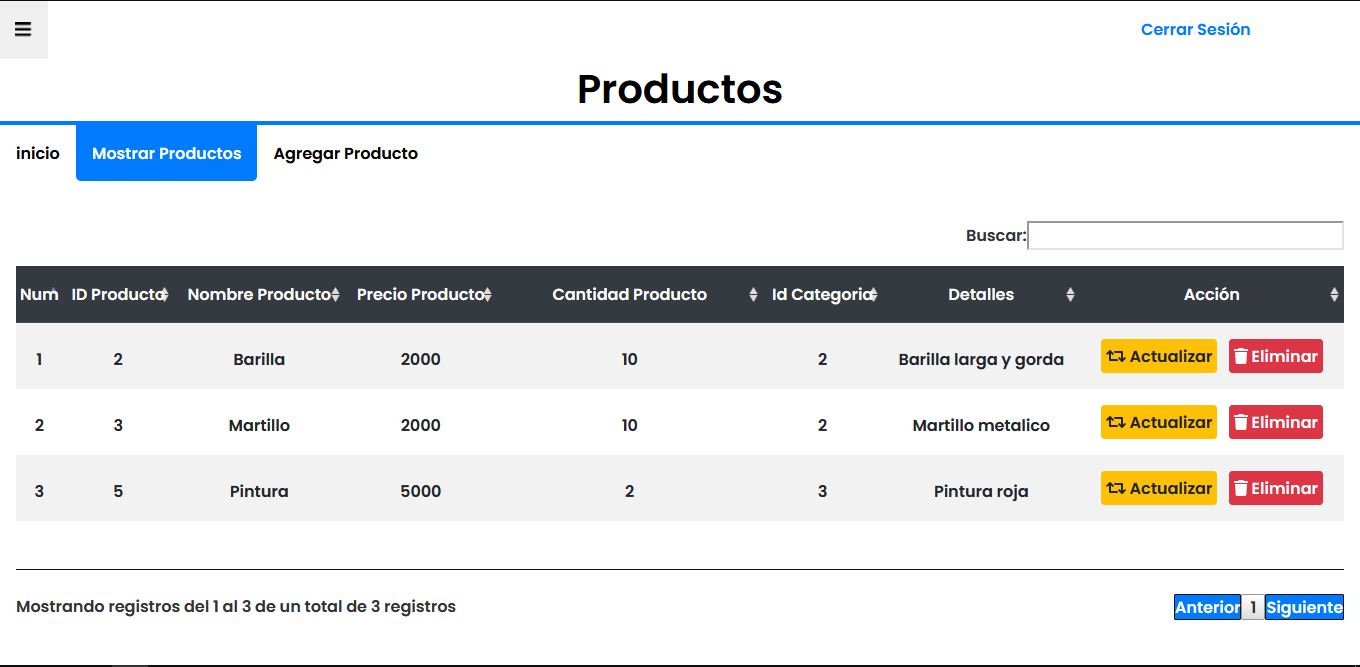 Cerrar Sesión
Productos
inicio Mostrar Productos Agregar Producto
Buscar:
Num ID Producto Nombre Producto Precio Producto Cantidad Producto Id Categoria Detalles Acción
1 2 Barilla 2000 10 2 Barilla larga y gorda Actualizar Eliminar
2 3 Martillo 2000 10 2 Martillo metalico Actualizar Eliminar
3 5 Pintura 5000 2 3 Pintura roja Actualizar Eliminar
Mostrando registros del 1 al 3 de un total de 3 registros Anterior 1 Siguiente